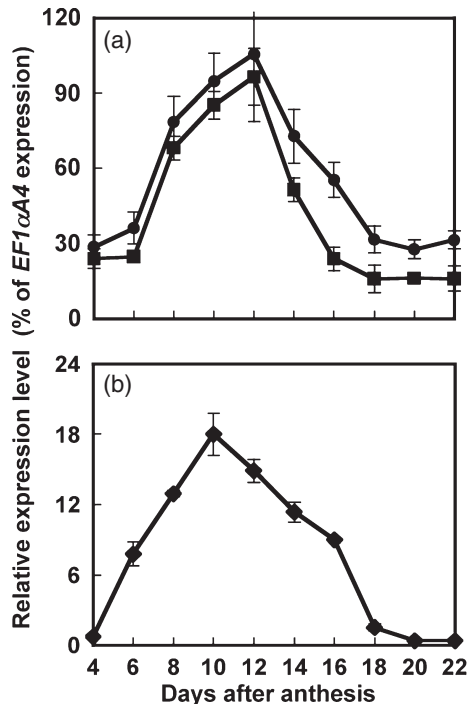 120
(a)
90
60
30
0
Relative expression level
(% of EF1αA4 expression)
24
(b)
18
12
6
0
4 6 8 10 12 14 16 18 20 22
Days after anthesis